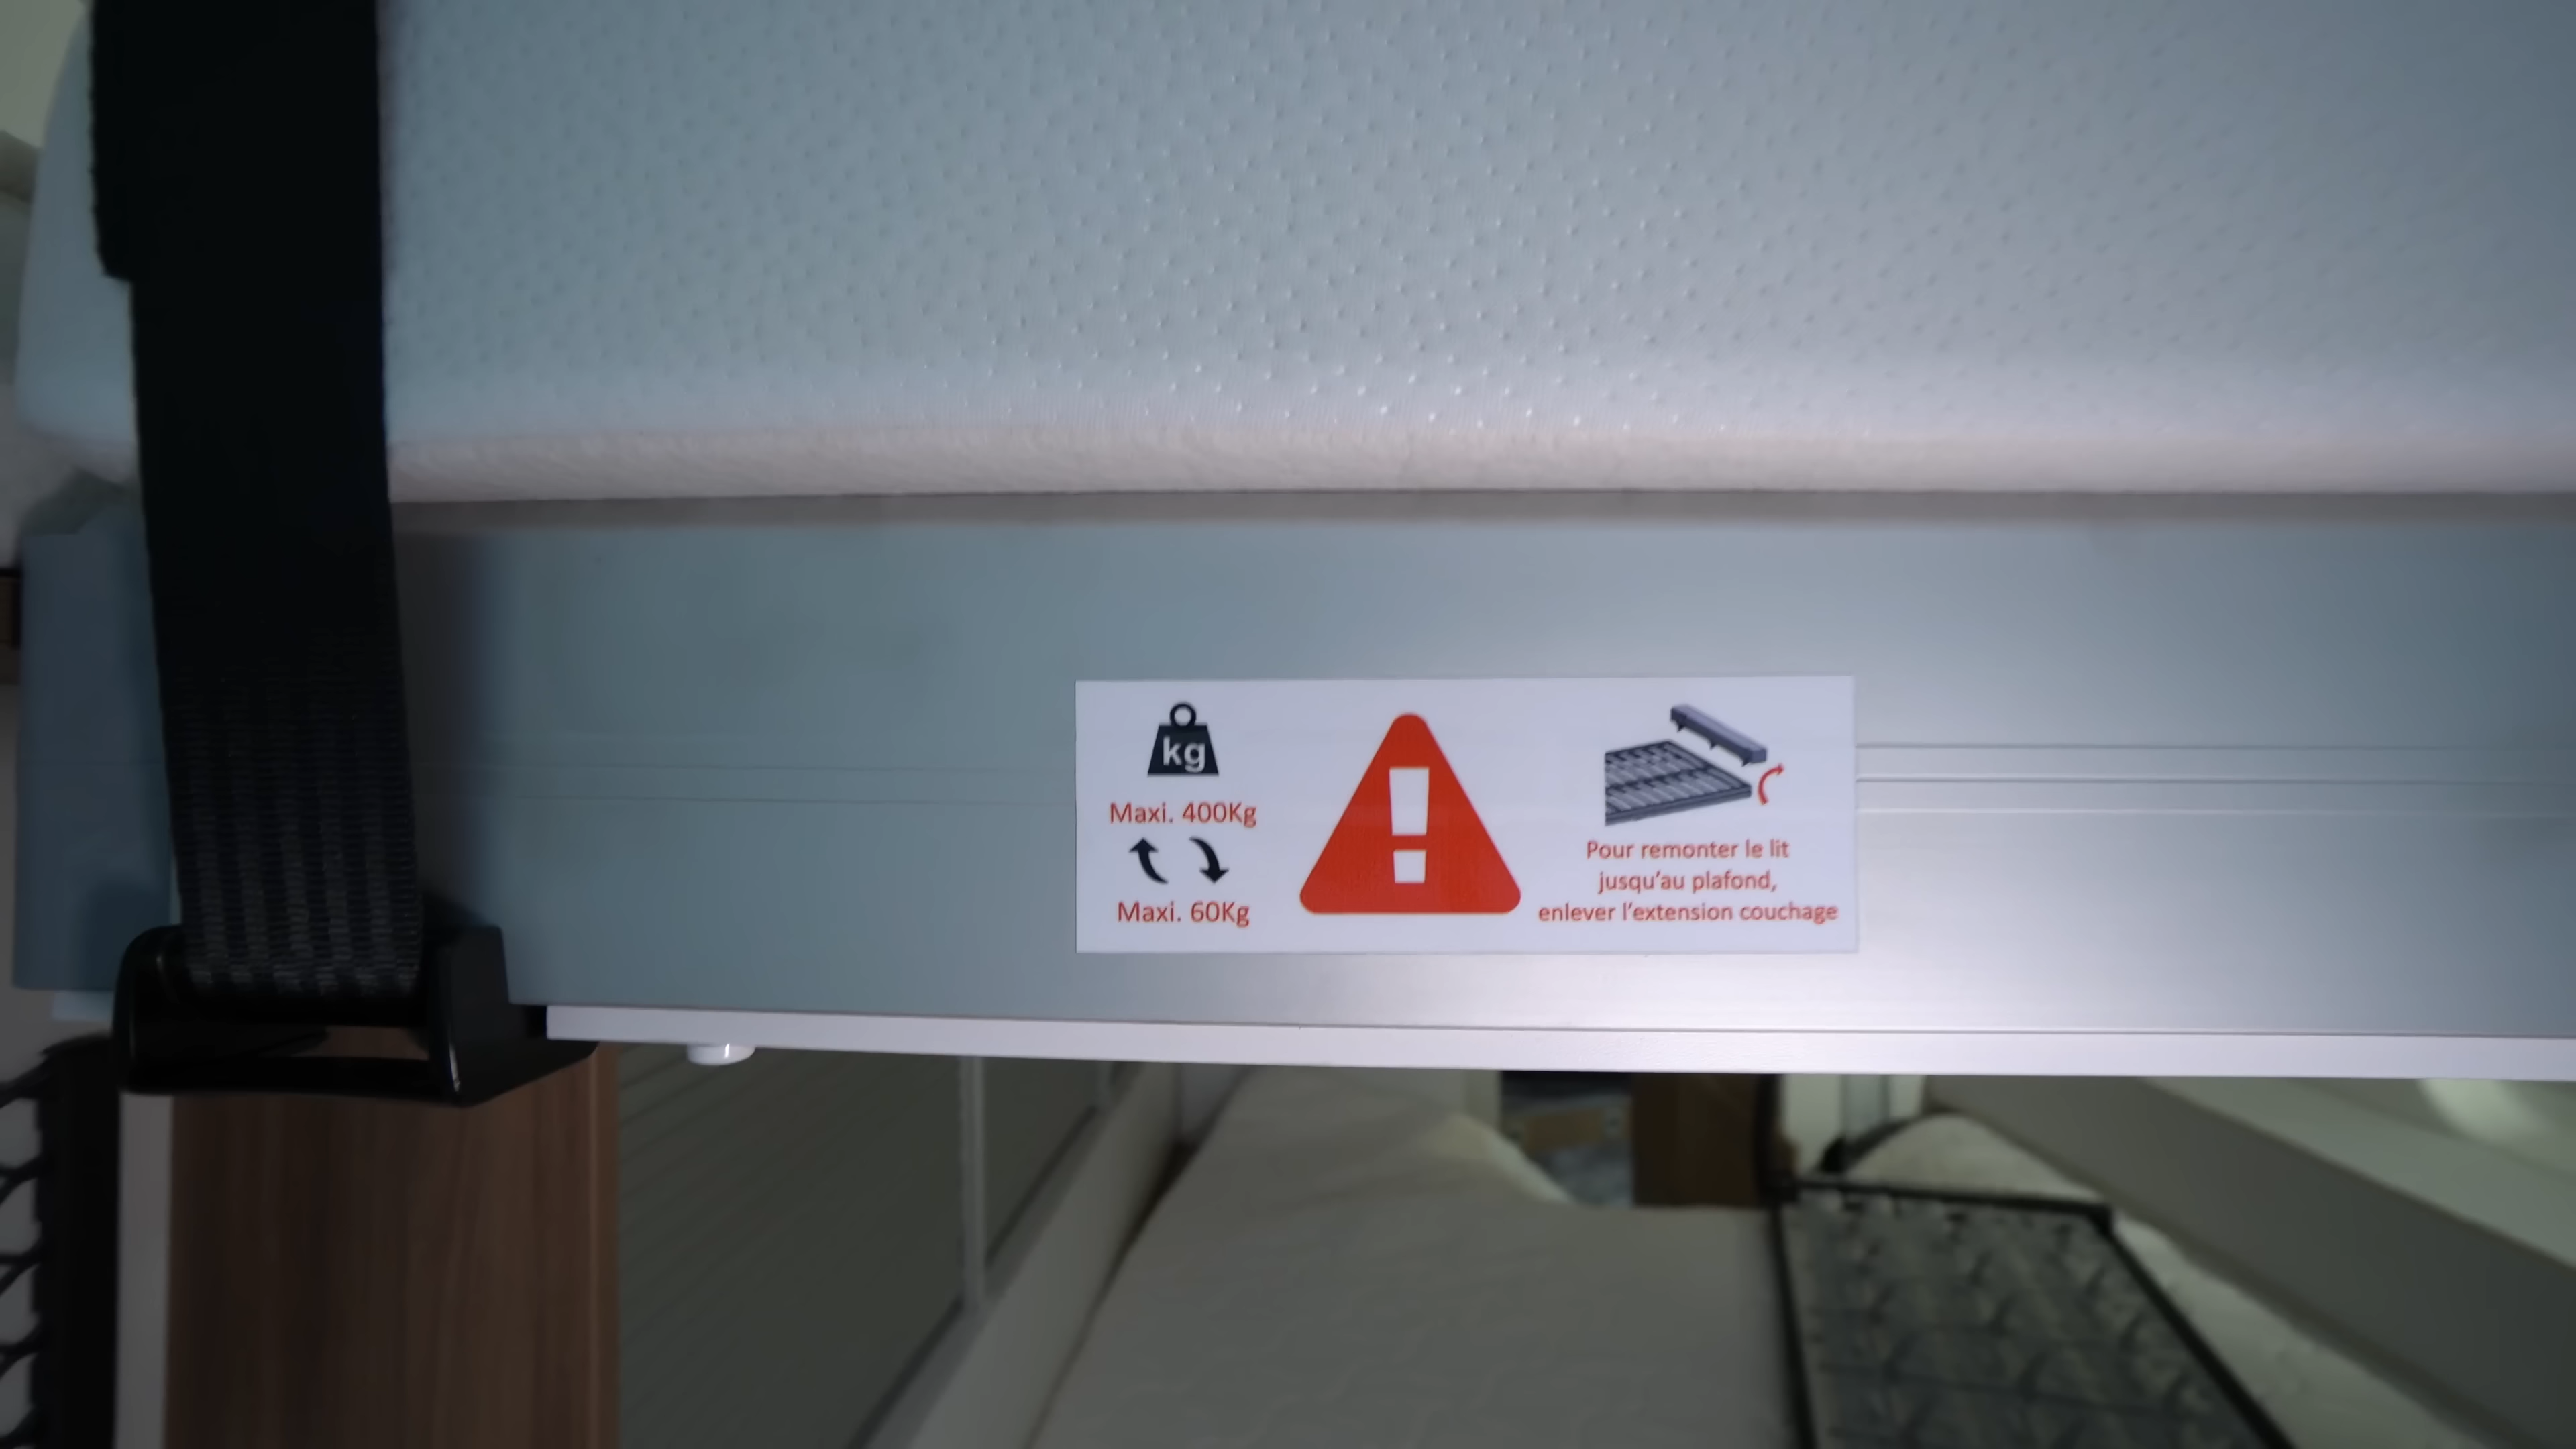 kg
Maxi. 400Kg
Maxi. 60Kg
!
Pour remonter le lit
jusqu'au plafond,
enlever l'extension couchage